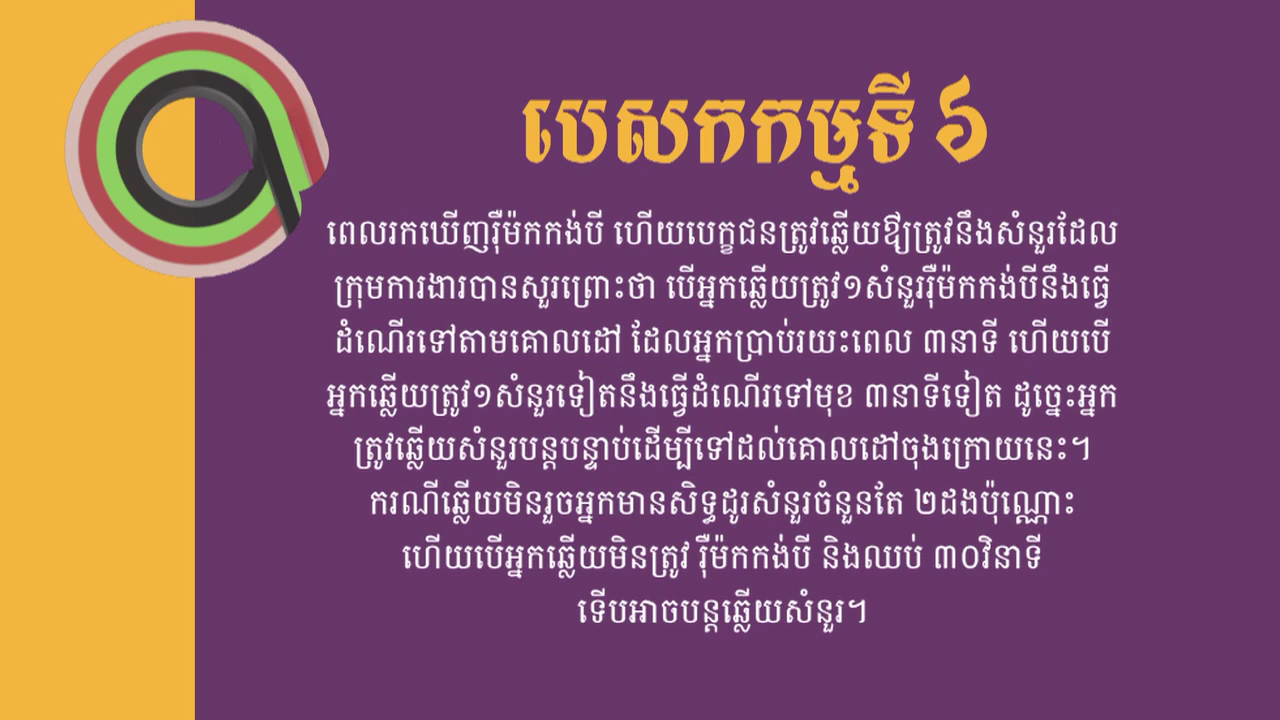 បេសកកម្មទី ៦
ពេលរកឃើញរ៉ឺម៉កកង់បី ហើយបេក្ខជនត្រូវឆ្លើយឱ្យត្រូវនឹងសំនួរដែល
ក្រុមការងារបានសួរព្រោះថា បើអ្នកឆ្លើយត្រូវ១សំនួររ៉ឺម៉កកង់បីនឹងធ្វើ
ដំណើរទៅតាមគោលដៅ ដែលអ្នកប្រាប់រយះពេល ៣នាទី ហើយបើ
អ្នកឆ្លើយត្រូវ១សំនួរទៀតនឹងធ្វើដំណើរទៅមុខ ៣នាទីទៀត ដូច្នេះអ្នក
ត្រូវឆ្លើយសំនួរបន្តបន្ទាប់ដើម្បីទៅដល់គោលដៅចុងក្រោយនេះ។
ករណីឆ្លើយមិនរួចអ្នកមានសិទ្ធដូរសំនួរចំនួនតែ ២ដងប៉ុណ្ណោះ
ហើយបើអ្នកឆ្លើយមិនត្រូវ រ៉ឺម៉កកង់បី និងឈប់ ៣០វិនាទី
ទើបអាចបន្តឆ្លើយសំនួរ។